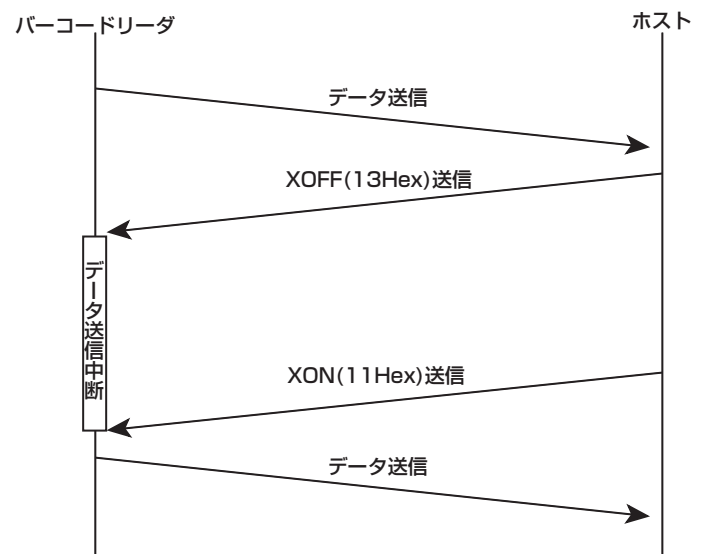 バーコードリーダ
ホスト
データ送信
XOFF(13Hex)送信
データ送信中断
XON(11Hex)送信
データ送信